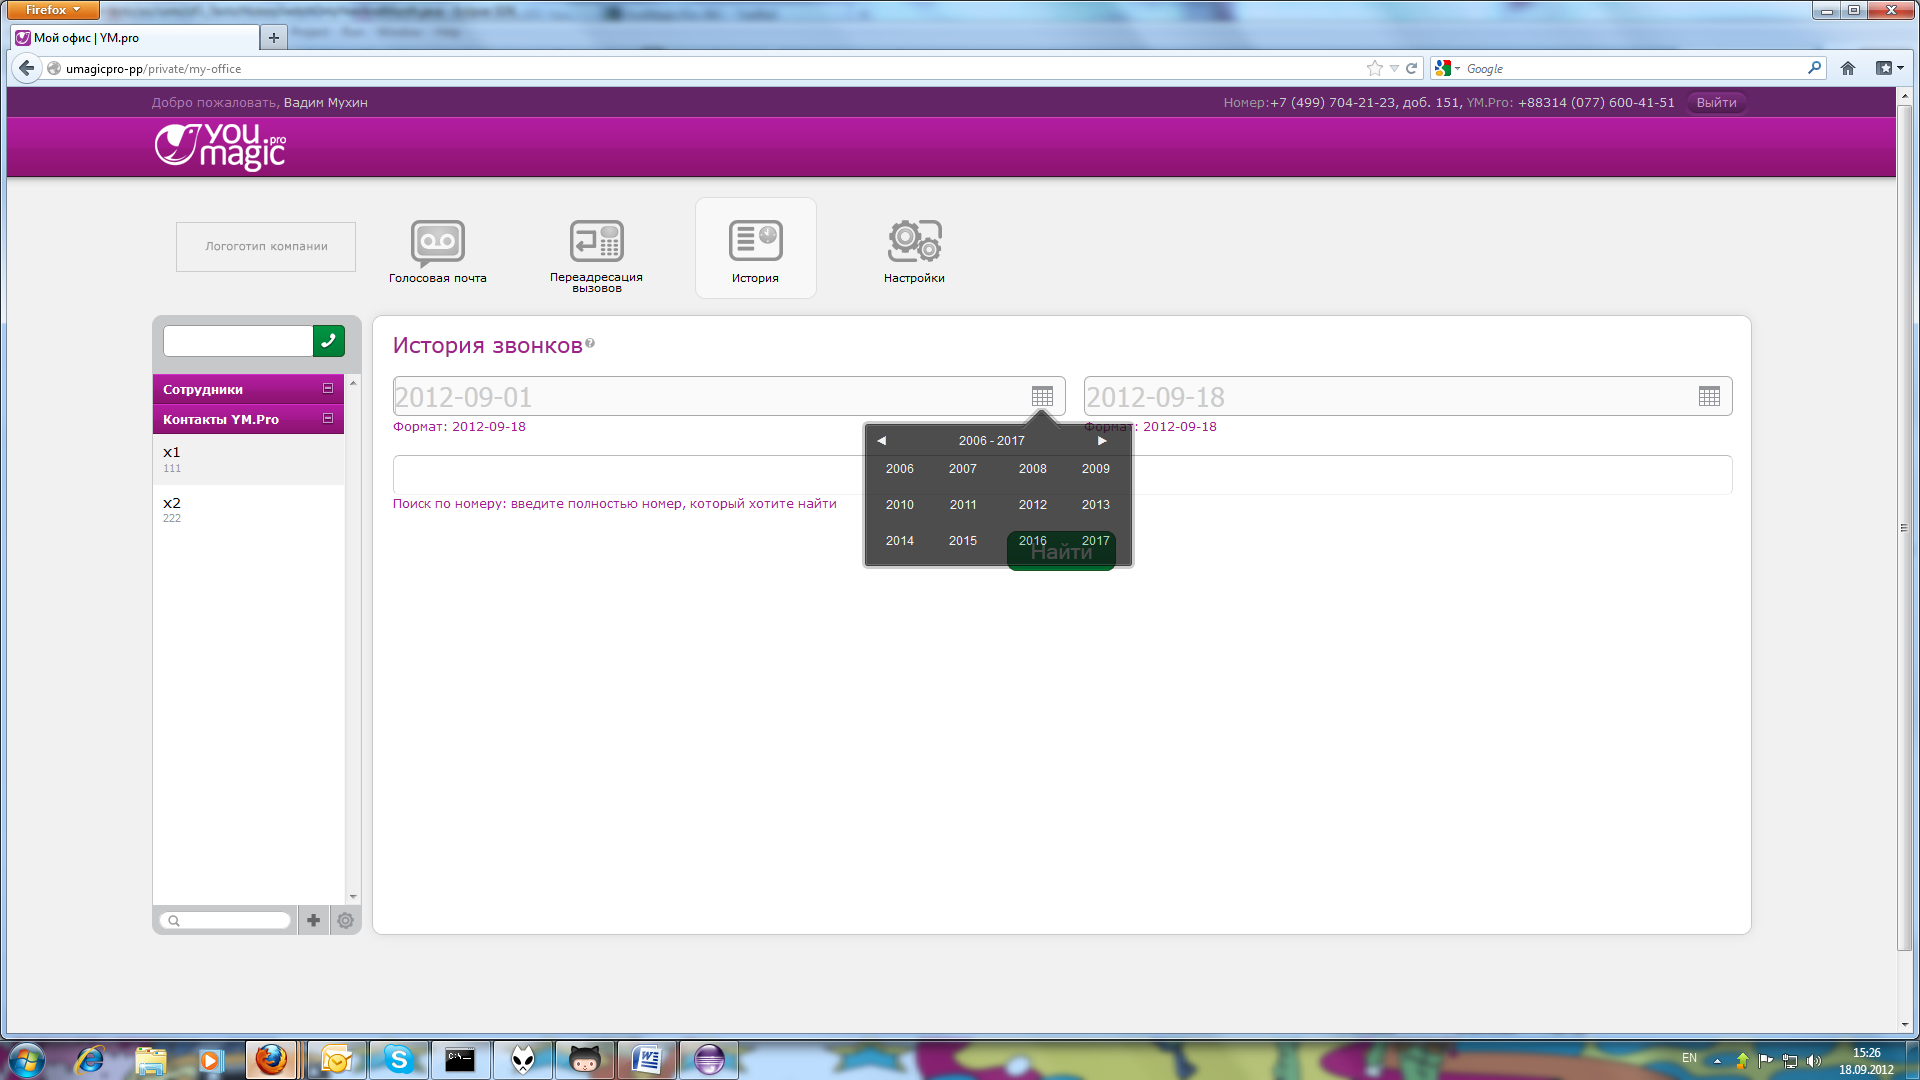 Firefox
Мой офис | YM.pro
umagicpro-pp/private/my-office
Google
Добро пожаловать, Вадим Мухин
Номер:+7 (499) 704-21-23, доб. 151, YM.Pro: +88314 (077) 600-41-51
Выйти
you
magic
.pro
Логоготип компании
Голосовая почта
Переадресация
вызовов
История
Настройки
История звонков
Сотрудники
Контакты YM.Pro
x1
111
x2
222
2012-09-01
2012-09-18
Формат: 2012-09-18
Формат: 2012-09-18
2006 - 2017
2006 2007 2008 2009
2010 2011 2012 2013
2014 2015 2016 2017
Поиск по номеру: введите полностью номер, который хотите найти
Найти
EN
15:26
18.09.2012